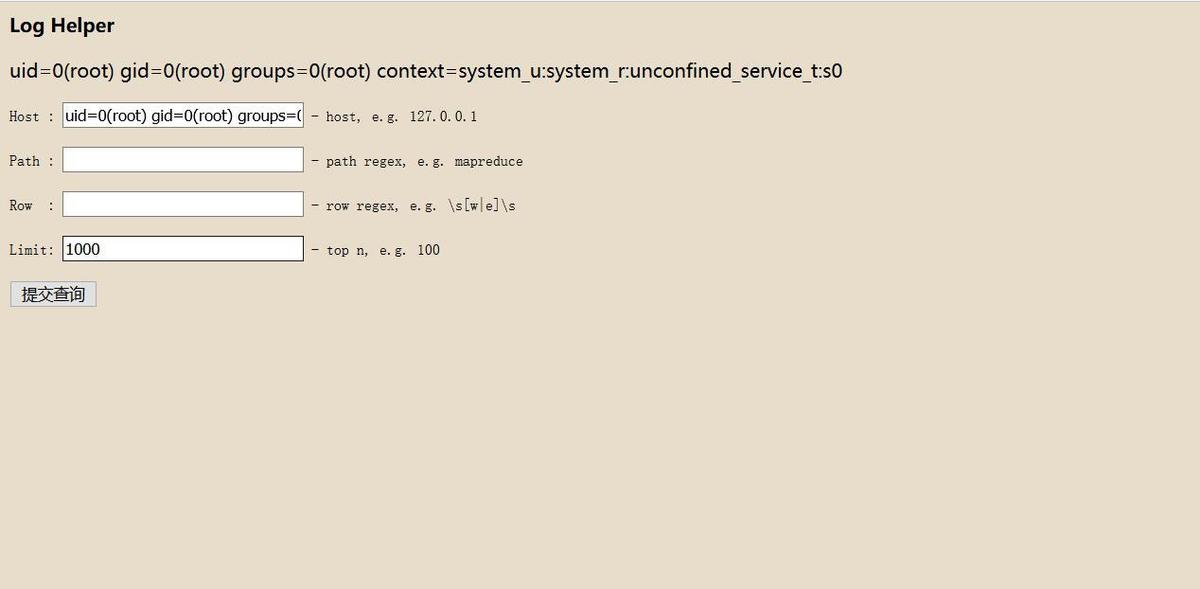 Log Helper
uid=0(root) gid=0(root) groups=0(root) context=system_u:system_r:unconfined_service_t:s0
Host : uid=0(root) gid=0(root) groups=( - host, e.g. 127.0.0.1
Path : - path regex, e.g. mapreduce
Row : - row regex, e.g. \s[w|e]\s
Limit: 1000 - top n, e.g. 100
提交查询